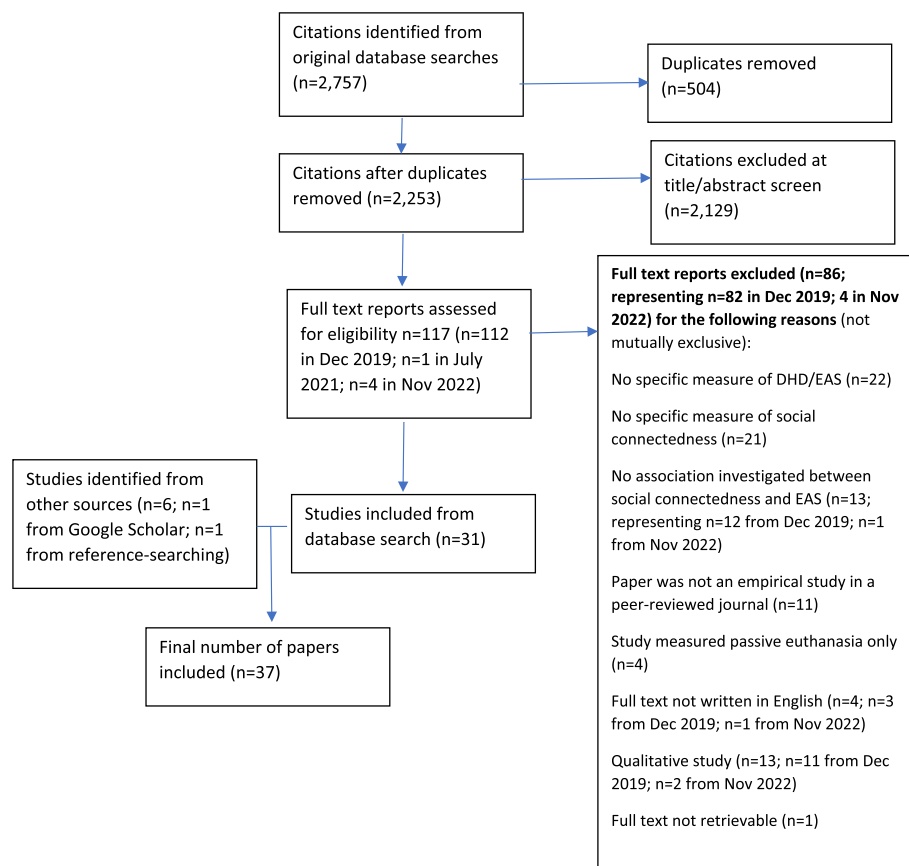 Citations identified from
original database searches
(n=2,757)
Duplicates removed
(n=504)
Citations after duplicates
removed (n=2,253)
Citations excluded at
title/abstract screen
(n=2,129)
Full text reports assessed
for eligibility n=117 (n=112
in Dec 2019; n=1 in July
2021; n=4 in Nov 2022)
Full text reports excluded (n=86;
representing n=82 in Dec 2019; 4 in Nov
2022) for the following reasons (not
mutually exclusive):
No specific measure of DHD/EAS (n=22)
No specific measure of social
connectedness (n=21)
No association investigated between
social connectedness and EAS (n=13;
representing n=12 from Dec 2019; n=1
from Nov 2022)
Paper was not an empirical study in a
peer-reviewed journal (n=11)
Study measured passive euthanasia only
(n=4)
Full text not written in English (n=4; n=3
from Dec 2019; n=1 from Nov 2022)
Qualitative study (n=13; n=11 from Dec
2019; n=2 from Nov 2022)
Full text not retrievable (n=1)
Studies identified from
other sources (n=6; n=1
from Google Scholar; n=1
from reference-searching)
Studies included from
database search (n=31)
Final number of papers
included (n=37)